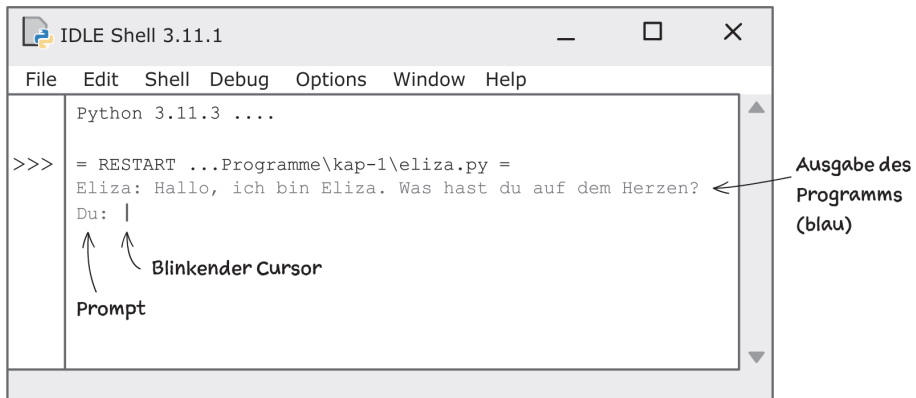 IDLE Shell 3.11.1
File Edit Shell Debug Options Window Help
Python 3.11.3 ....
>>> = RESTART ...Programme\kap-1\eliza.py =
Eliza: Hallo, ich bin Eliza. Was hast du auf dem Herzen?
Du:
Ausgabe des
Programms
(blau)
Blinkender Cursor
Prompt